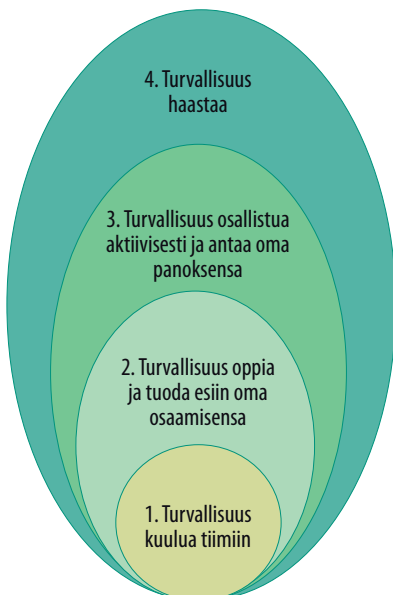 4. Turvallisuus
haastaa
3. Turvallisuus osallistua
aktiivisesti ja antaa oma
panoksensa
2. Turvallisuus oppia
ja tuoda esiin oma
osaamisensa
1. Turvallisuus
kuulua tiimiin